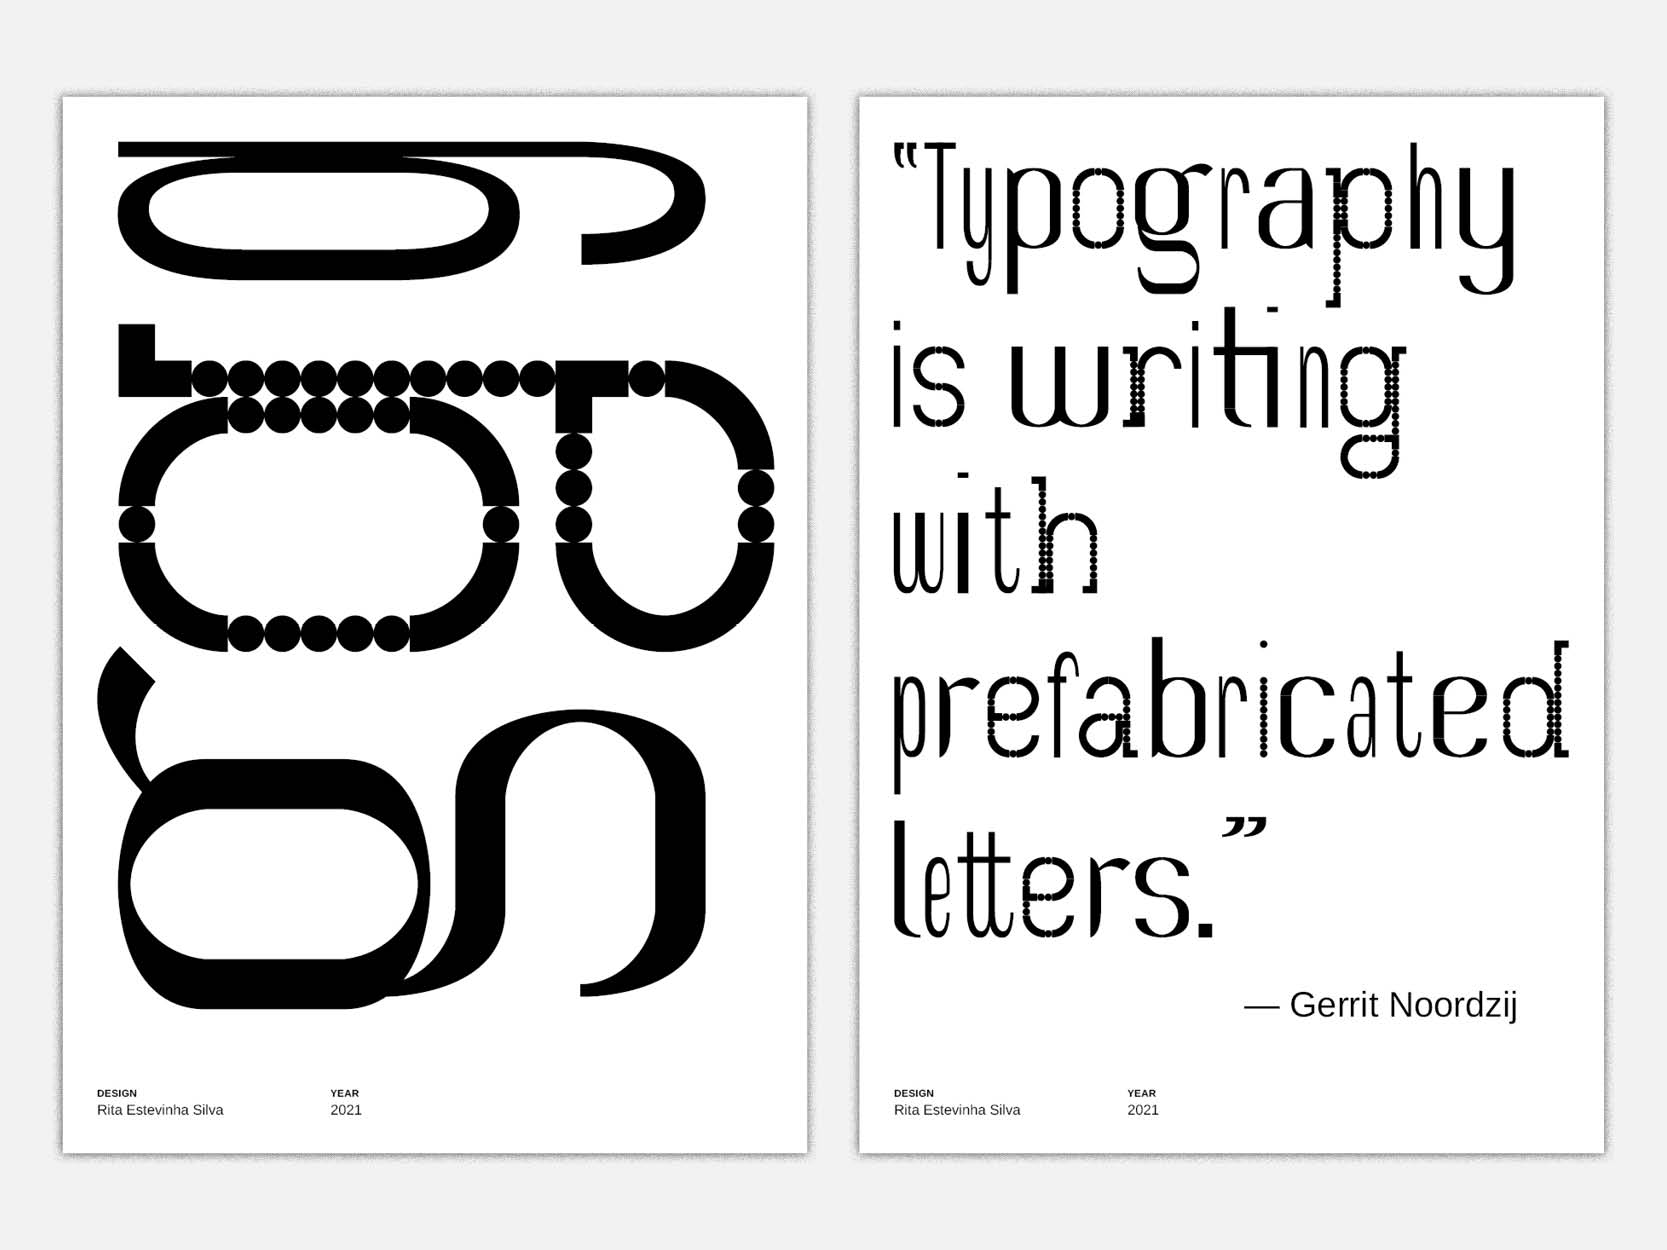 g
g
g
DESIGN
Rita Estevinha Silva
YEAR
2021
“Typography
is writing
with
prefabricated
letters.”
— Gerrit Noordzij
DESIGN
Rita Estevinha Silva
YEAR
2021